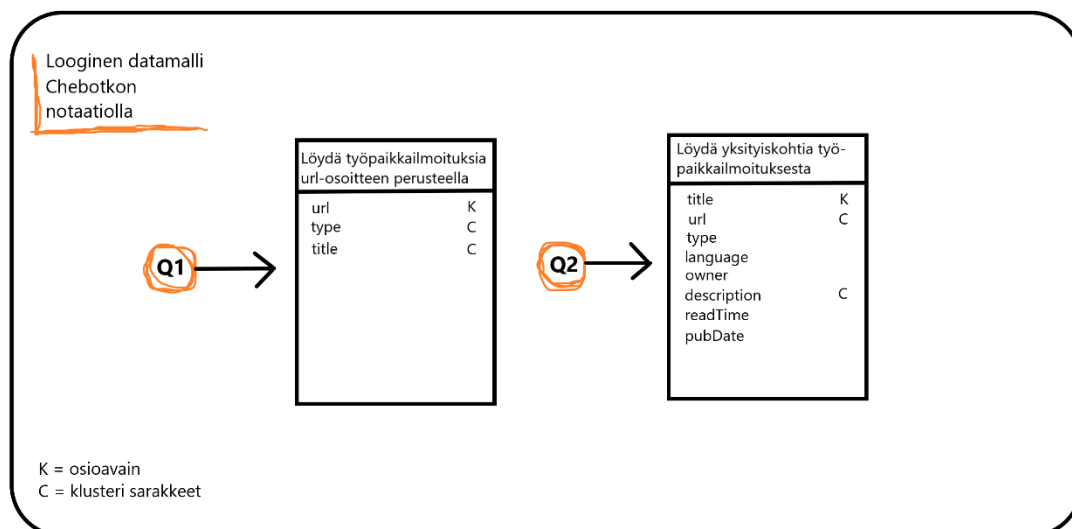 Looginen datamalli
Chebotkon
notaatiolla
Löydä työpaikkailmoituksia
url-osoitteen perusteella
url K
type C
title C
Q1
Löydä yksityiskohtia työ-
paikkailmoituksesta
title K
url C
type
language
owner
description C
readTime
pubDate
Q2
K = osioavain
C = klusteri sarakkeet